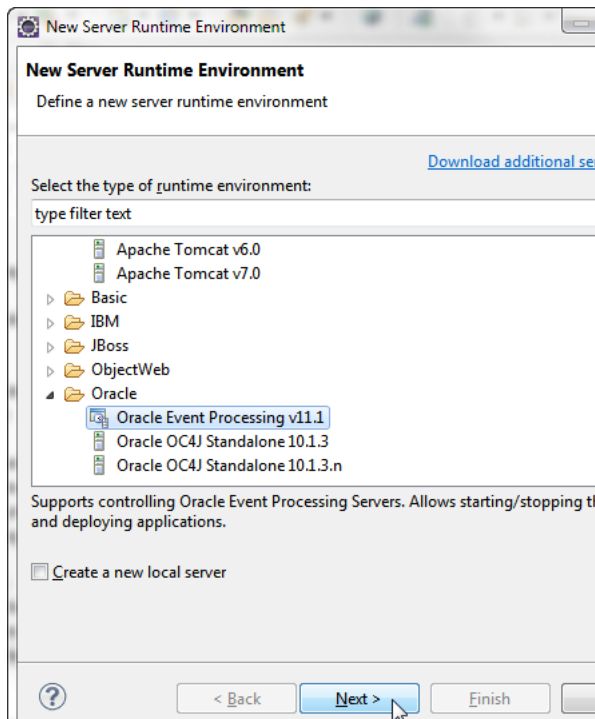 New Server Runtime Environment
New Server Runtime Environment
Define a new server runtime environment
Download additional se
Select the type of runtime environment:
type filter text
Apache Tomcat v6.0
Apache Tomcat v7.0
Basic
IBM
JBoss
ObjectWeb
Oracle
Oracle Event Processing v11.1
Oracle OC4J Standalone 10.1.3
Oracle OC4J Standalone 10.1.3.n
Supports controlling Oracle Event Processing Servers. Allows starting/stopping th
and deploying applications.
Create a new local server
? < Back Next > Finish